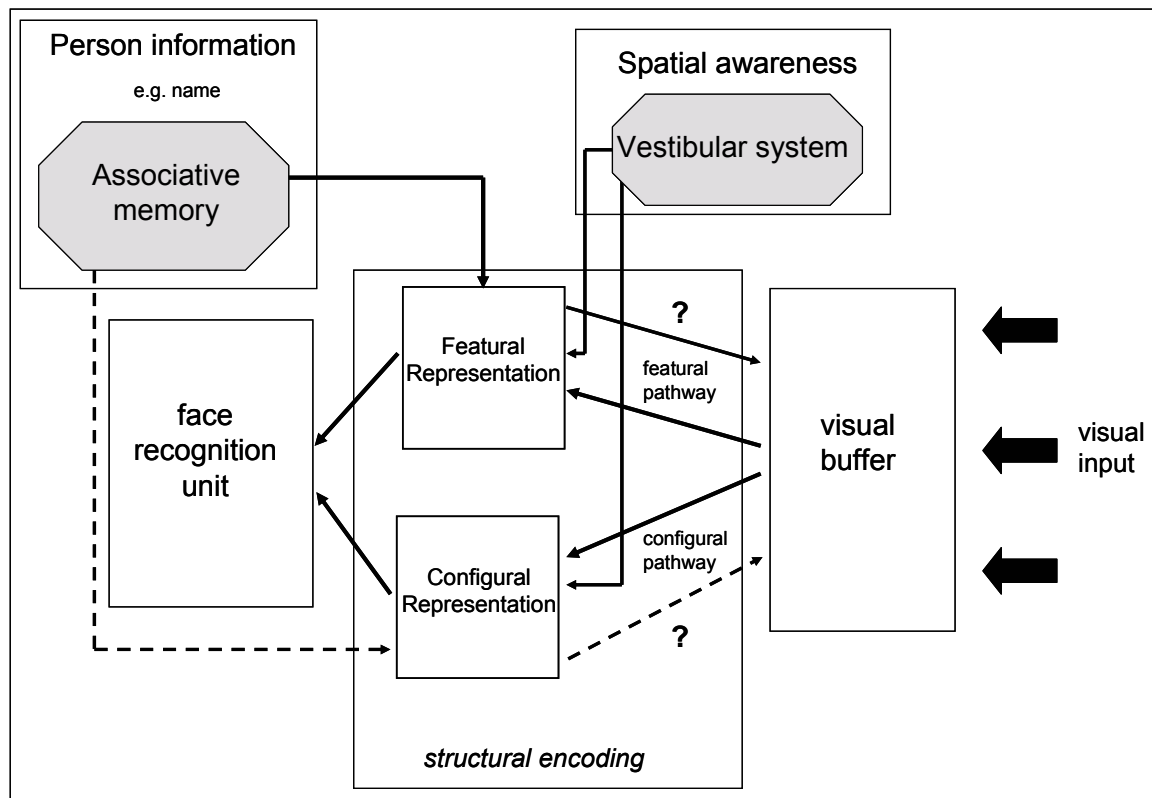 Person information
e.g. name
Associative
memory
Spatial awareness
Vestibular system
Featural
Representation
?
featural
pathway
face
recognition
unit
visual
buffer
visual
input
configural
pathway
Configural
Representation
?
structural encoding